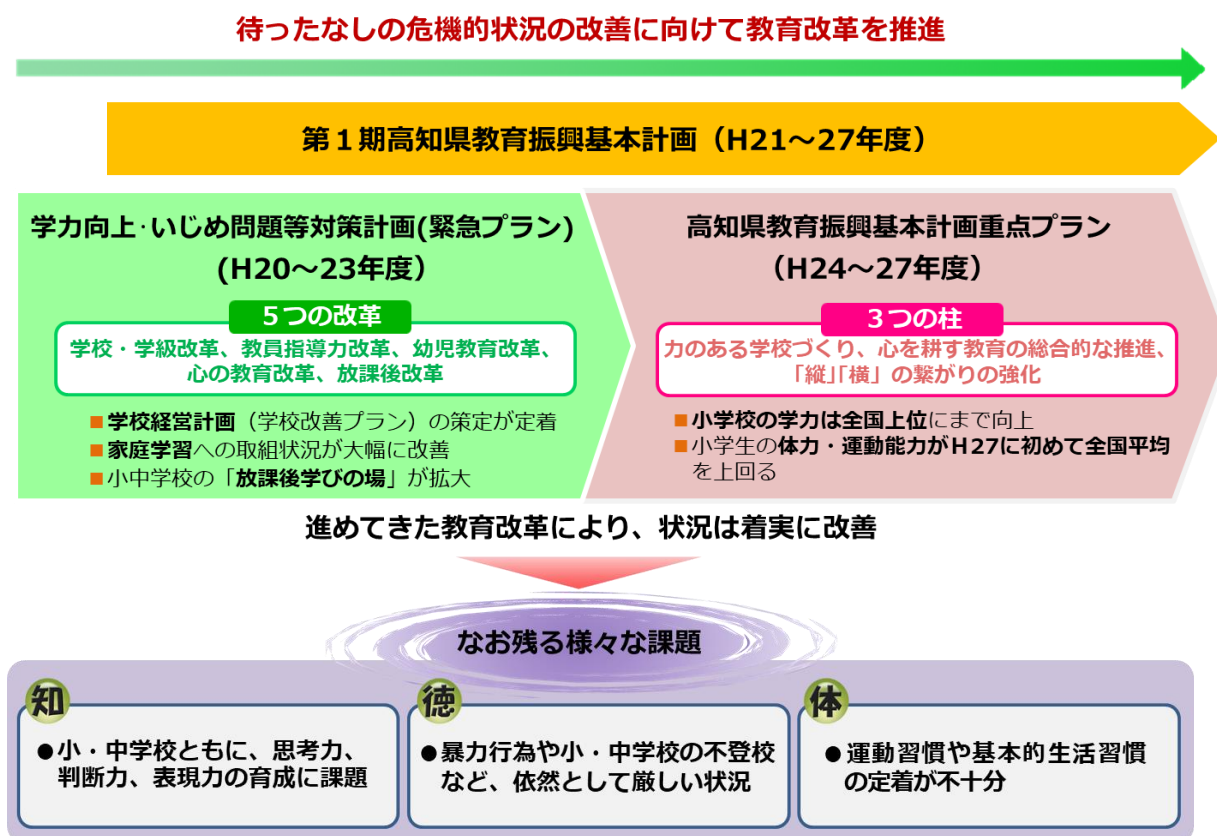 待ったなしの危機的状況の改善に向けて教育改革を推進
第１期高知県教育振興基本計画（H21～27年度）
学力向上･いじめ問題等対策計画(緊急プラン)
(H20～23年度）
５つの改革
学校・学級改革、教員指導力改革、幼児教育改革、
心の教育改革、放課後改革
■学校経営計画（学校改善プラン）の策定が定着
■家庭学習への取組状況が大幅に改善
■小中学校の「放課後学びの場」が拡大
高知県教育振興基本計画重点プラン
（H24～27年度）
３つの柱
力のある学校づくり、心を耕す教育の総合的な推進、
「縦」「横」の繋がりの強化
■小学校の学力は全国上位にまで向上
■小学生の体力・運動能力がＨ27に初めて全国平均
を上回る
進めてきた教育改革により、状況は着実に改善
なお残る様々な課題
知
●小・中学校ともに、思考力、
判断力、表現力の育成に課題
徳
●暴力行為や小・中学校の不登校
など、依然として厳しい状況
体
●運動習慣や基本的生活習慣
の定着が不十分